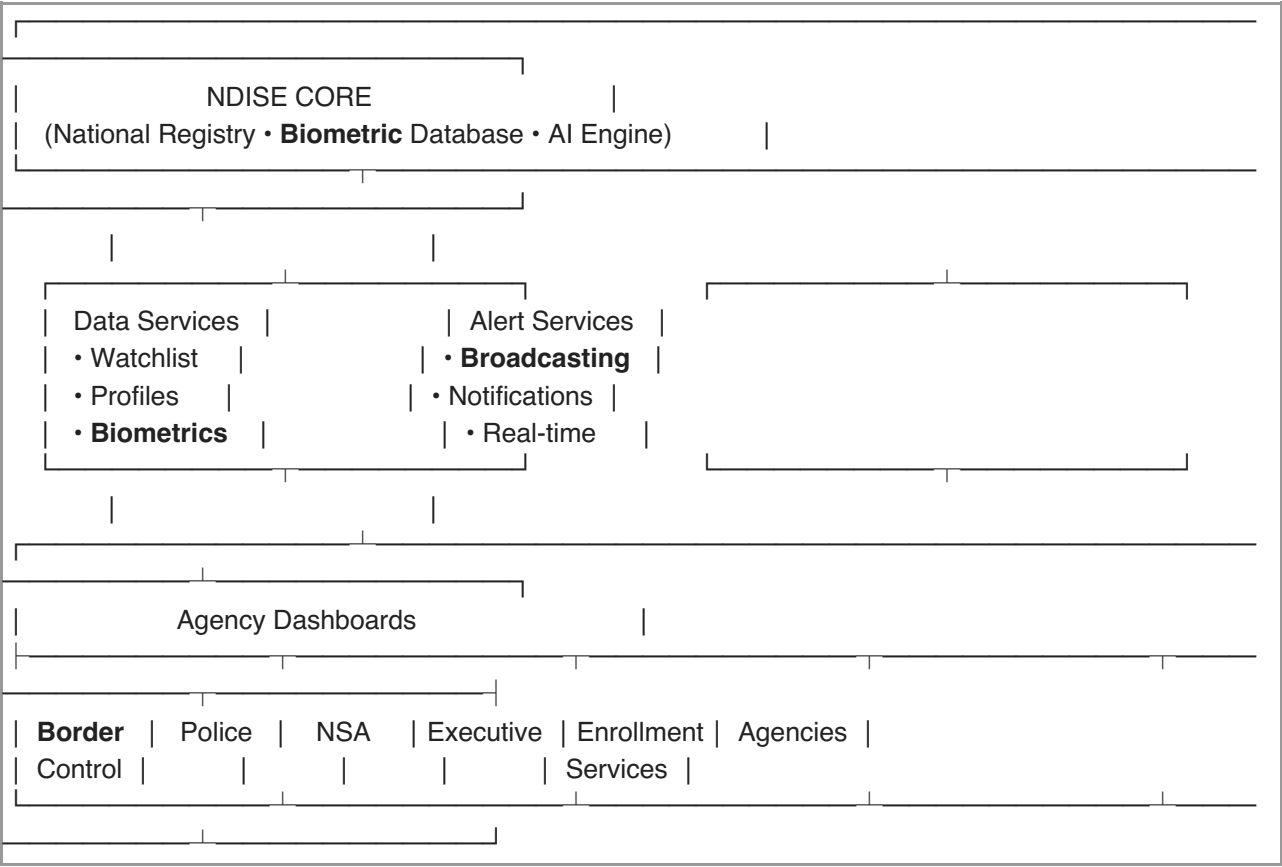 NDISE CORE
(National Registry • Biometric Database • AI Engine)
Data Services | | Alert Services
• Watchlist | | • Broadcasting
• Profiles | | • Notifications
• Biometrics | | • Real-time
Agency Dashboards
Border | Police | NSA | Executive | Enrollment | Agencies
Control | | | | | Services